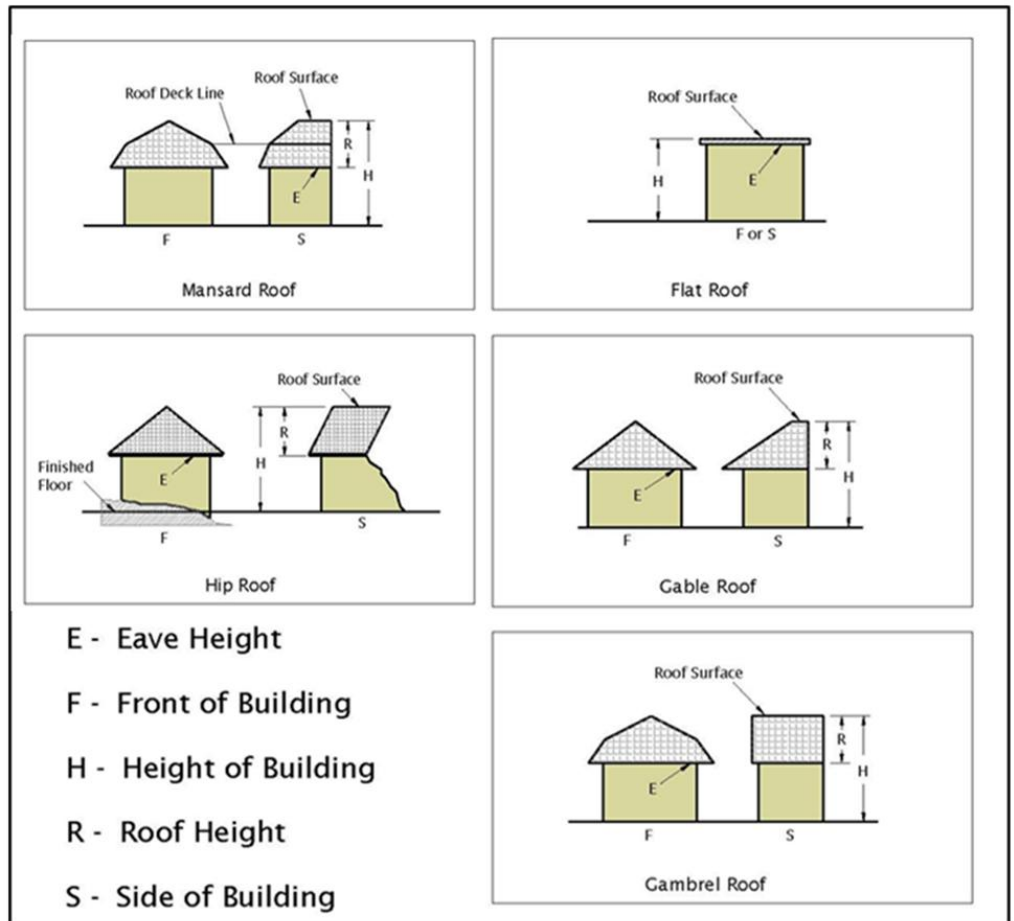 Roof Surface
Roof Deck Line
R
H
E
F
S
Mansard Roof
Roof Surface
H
E
F or S
Flat Roof
Roof Surface
R
H
Finished
Floor
E
F
S
Hip Roof
Roof Surface
R
H
E
F
S
Gable Roof
E - Eave Height
F - Front of Building
H - Height of Building
R - Roof Height
S - Side of Building
Roof Surface
R
H
E
F
S
Gambrel Roof